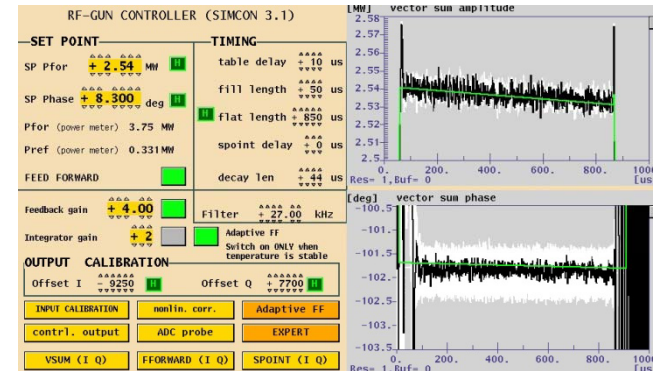 RF-GUN CONTROLLER (SIMCON 3.1)
SET POINT
SP Pfor + 2.54 MW H
SP Phase + 8.300 deg H
Pfor (power meter) 3.75 MW
Pref (power meter) 0.331 MW
FEED FORWARD
Feedback gain + 4.00
Integrator gain + 2
TIMING
table delay + 10 us
fill length + 50 us
H flat length + 850 us
spoint delay + 0 us
decay len + 44 us
Filter + 27.00 kHz
Adaptive FF
Switch on ONLY when
temperature is stable
OUTPUT CALIBRATION
Offset I - 9250 H Offset Q + 7700 H
INPUT CALIBRATION nonlin. corr. Adaptive FF
contrl. output ADC probe EXPERT
VSUM (I Q) FFORWARD (I Q) SPOINT (I Q)
[MW] vector sum amplitude
2.58
2.57
2.56
2.55
2.54
2.53
2.52
2.51
2.5
0. 200. 400. 600. 800. 1000
Res= 1,Buf= 0 [us
[deg] vector sum phase
-100.5
-101.
-101.5
-102.
-102.5
-103.
-103.5
0. 200. 400. 600. 800. 1000
Res= 1,Buf= 0 [us